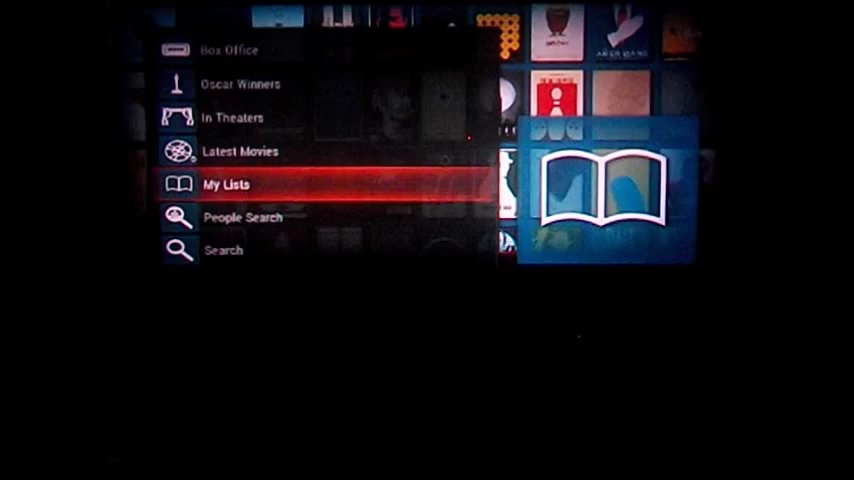 Box Office
Oscar Winners
In Theaters
Latest Movies
My Lists
People Search
Search